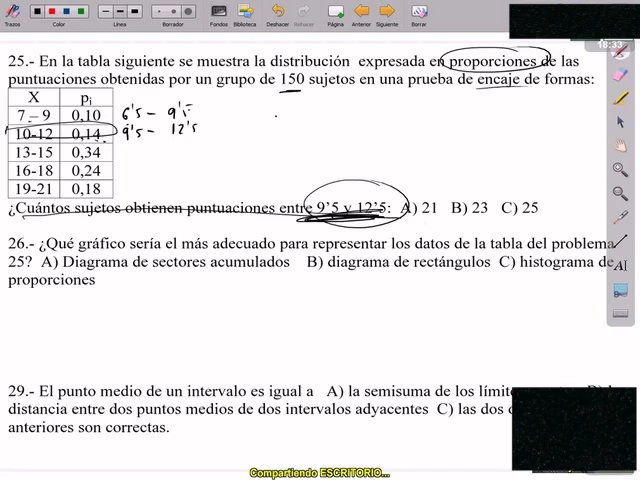 Trazos Color Línea Borrador Fondos Biblioteca Deshacer Rehacer Pág. Anterior Siguiente Borrar
18:33
25.- En la tabla siguiente se muestra la distribución expresada en proporciones de las
puntuaciones obtenidas por un grupo de 150 sujetos en una prueba de encaje de formas:
X pi
7 – 9 0,10 6'5 – 9'5
10-12 0,14 9'5 – 12'5
13-15 0,34
16-18 0,24
19-21 0,18
¿Cuántos sujetos obtienen puntuaciones entre 9’5 y 12’5: A) 21 B) 23 C) 25
26.- ¿Qué gráfico sería el más adecuado para representar los datos de la tabla del problema
25? A) Diagrama de sectores acumulados B) diagrama de rectángulos C) histograma de
proporciones
AI
29.- El punto medio de un intervalo es igual a A) la semisuma de los límit
distancia entre dos puntos medios de dos intervalos adyacentes C) las dos
anteriores son correctas.
Compartiendo ESCRITORIO...